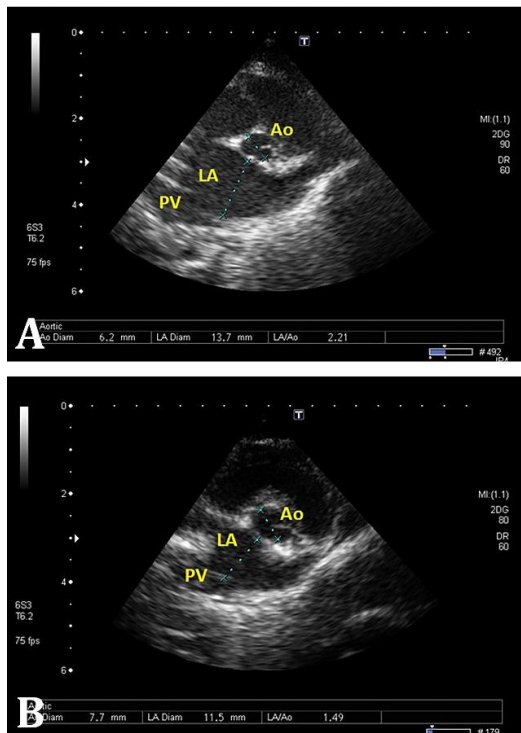 0
T
2
Ao
MI:(1.1)
2DG
90
DR
60
LA
PV
4
6S3
T6.2
75 fps
6
A
Ao Diam 6.2 mm LA Diam 13.7 mm LA/Ao 2.21
#492
0
T
2
MI:(1.1)
2DG
80
DR
60
Ao
LA
PV
4
6S3
T6.2
75 fps
6
B
Diam 7.7 mm LA Diam 11.5 mm LA/Ao 1.49
#179